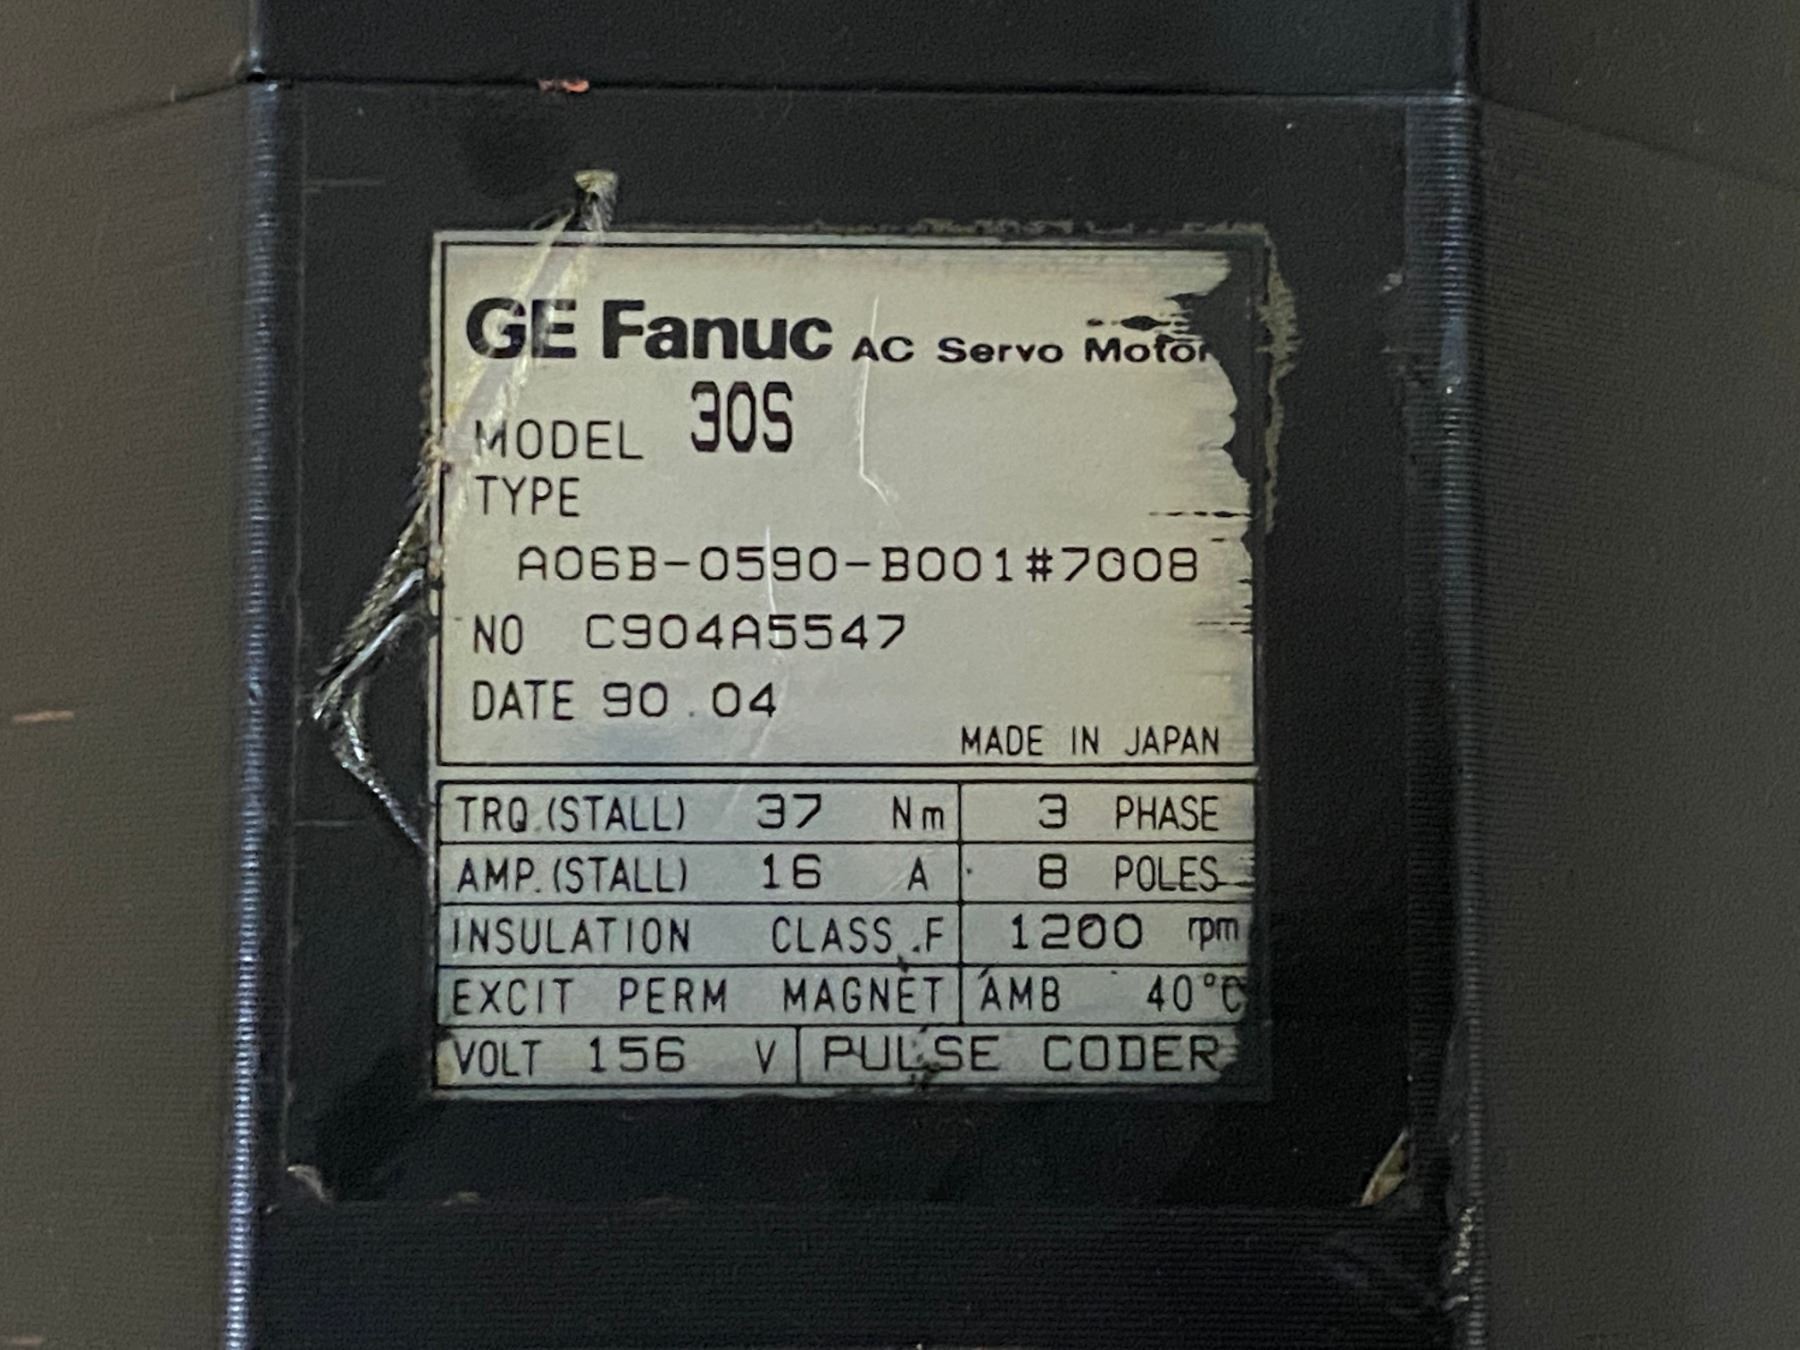 GE Fanuc AC Servo Motor
MODEL 30S
TYPE
A06B-0590-B001#7008
NO C904A5547
DATE 90.04
MADE IN JAPAN
TRQ.(STALL) 37 Nm 3 PHASE
AMP.(STALL) 16 A 8 POLES
INSULATION CLASS.F 1200 rpm
EXCIT PERM MAGNET AMB 40°C
VOLT 156 V PULSE CODER